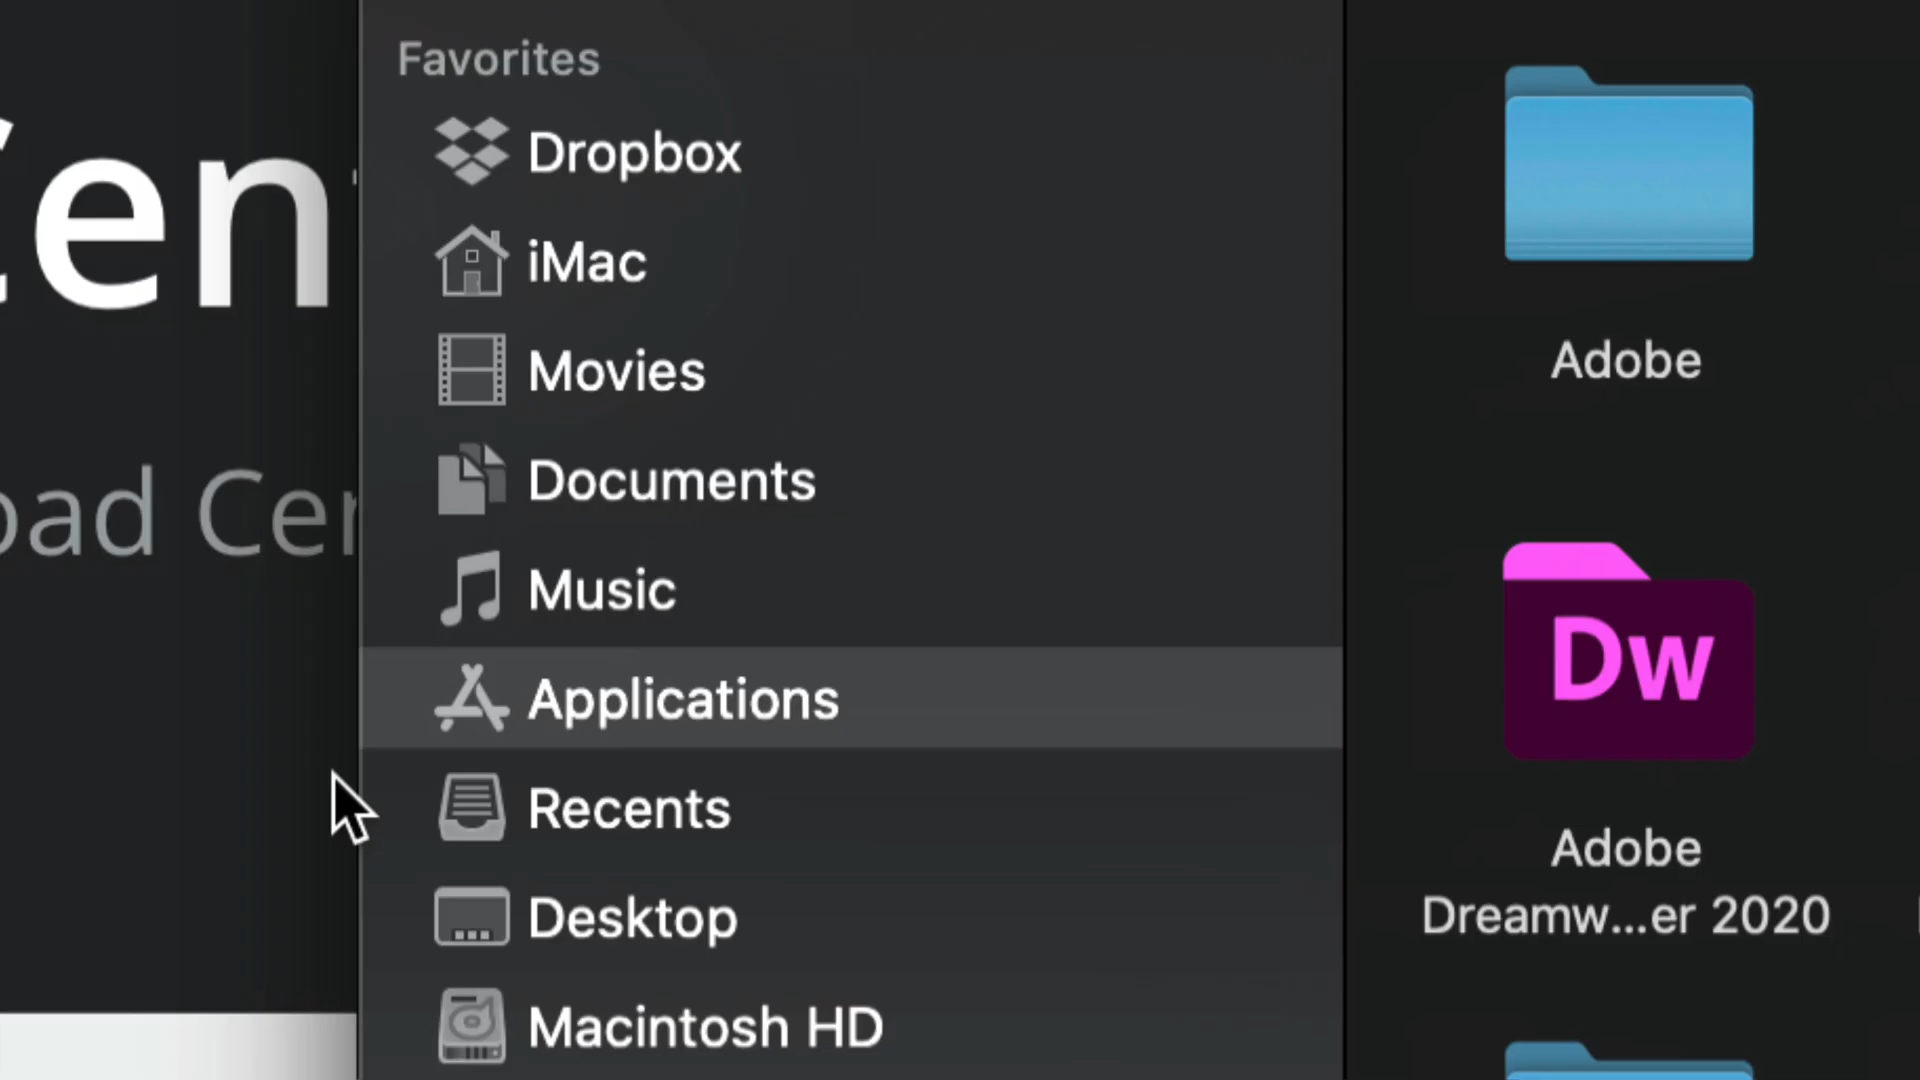 Favorites
Dropbox
iMac
Movies
Documents
Music
Applications
Recents
Desktop
Macintosh HD
Adobe
Dw
Adobe
Dreamw...er 2020